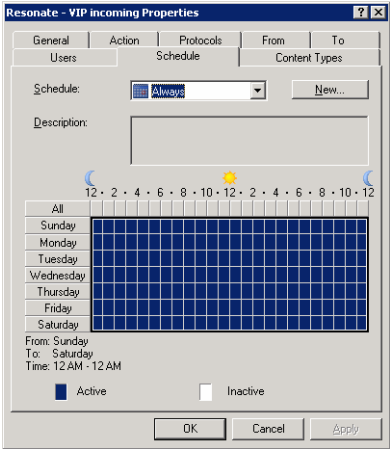 Resonate - VIP incoming Properties
General Action Protocols From To
Users Schedule Content Types
Schedule: Always New...
Description:
12 · 2 · 4 · 6 · 8 · 10 · 12 · 2 · 4 · 6 · 8 · 10 · 12
All
Sunday
Monday
Tuesday
Wednesday
Thursday
Friday
Saturday
From: Sunday
To: Saturday
Time: 12 AM - 12 AM
Active Inactive
OK Cancel Apply